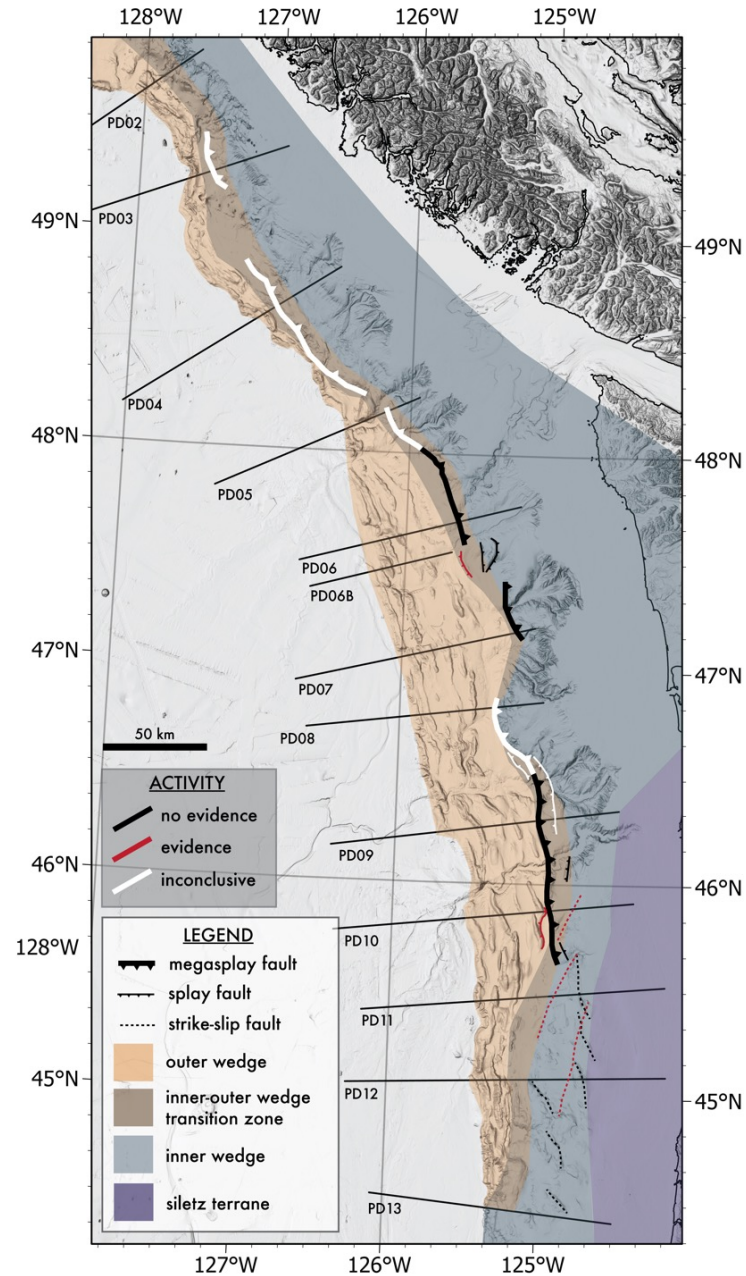 128°W 127°W 126°W 125°W
PD02
PD03
49°N 49°N
PD04
48°N 48°N
PD05
PD06
PD06B
47°N 47°N
PD07
PD08
50 km
ACTIVITY
no evidence
evidence
inconclusive
PD09
46°N 46°N
LEGEND
128°W
PD10
megasplay fault
splay fault
strike-slip fault
PD11
outer wedge
45°N 45°N
PD12
inner-outer wedge
transition zone
inner wedge
siletz terrane
PD13
127°W 126°W 125°W